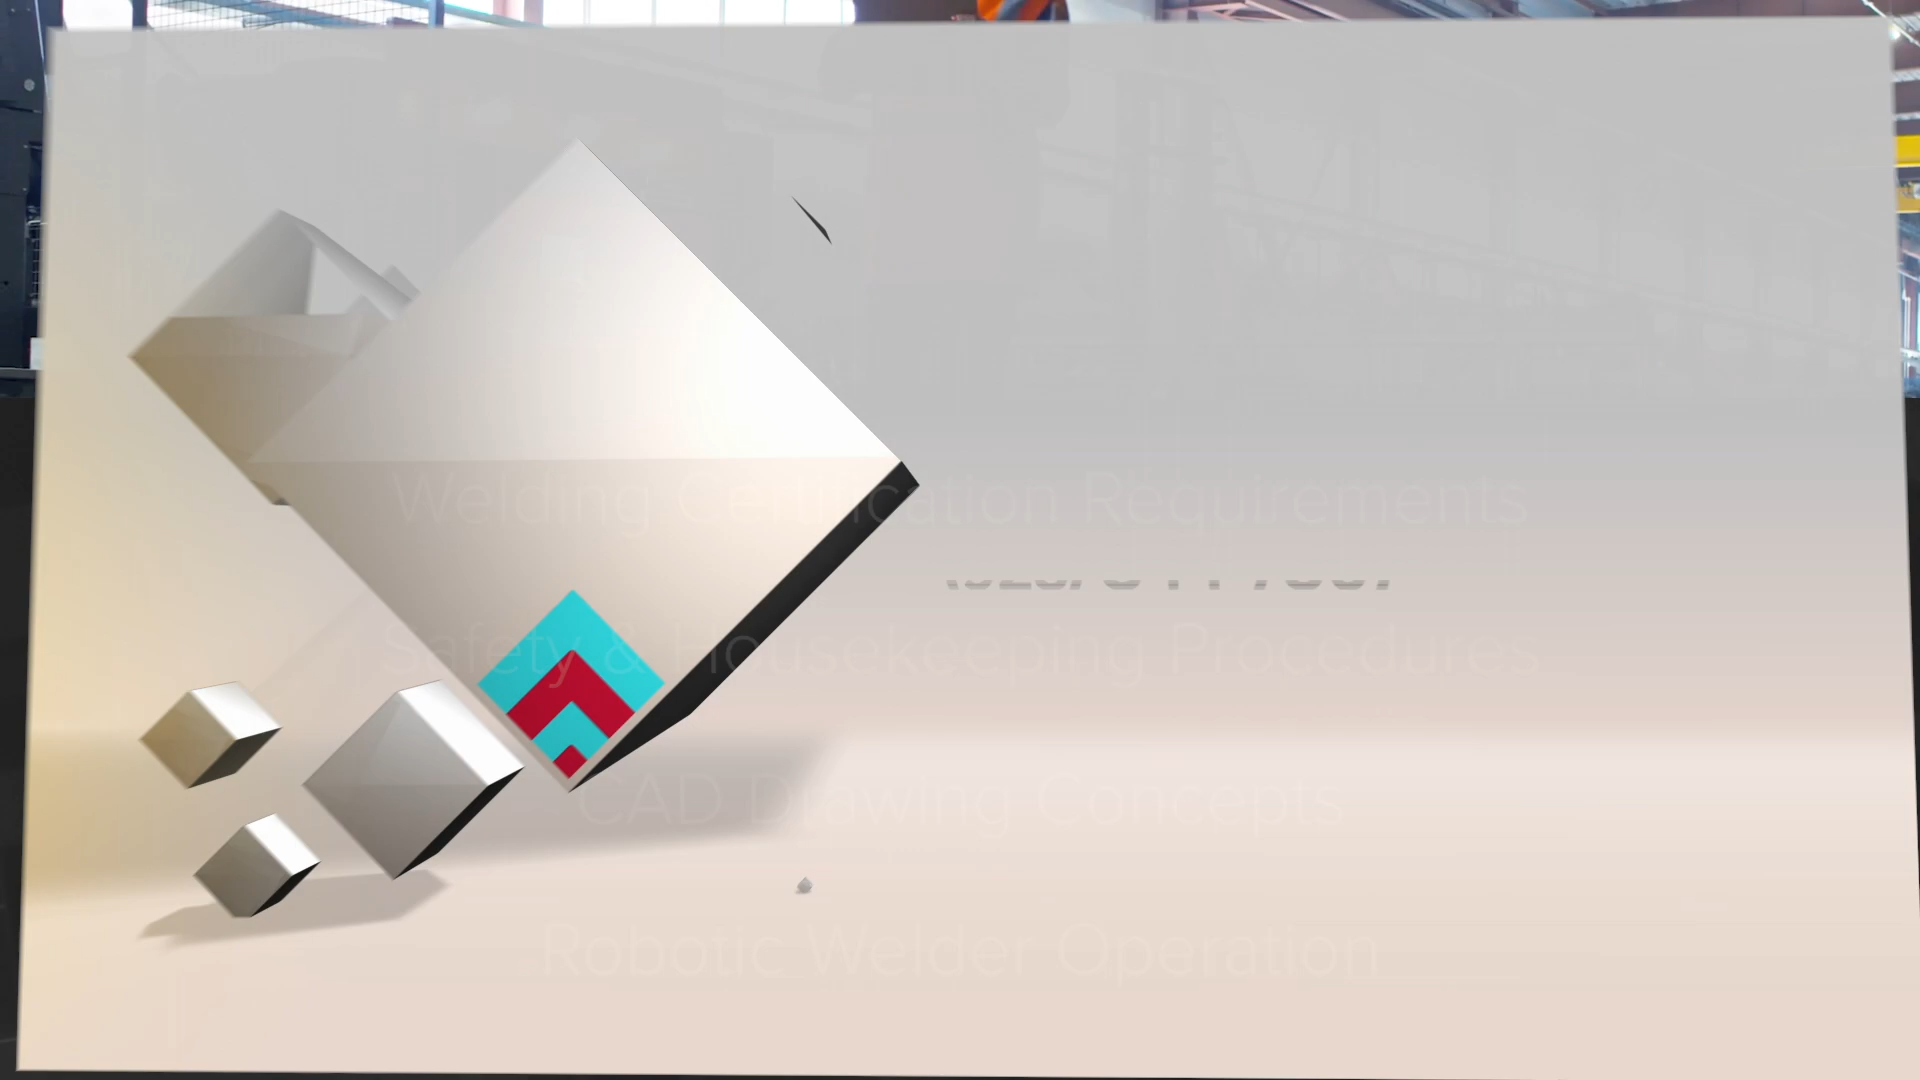 Welding Certification Requirements
Safety & Housekeeping Procedures
CAD Drawing Concepts
Robotic Welder Operation